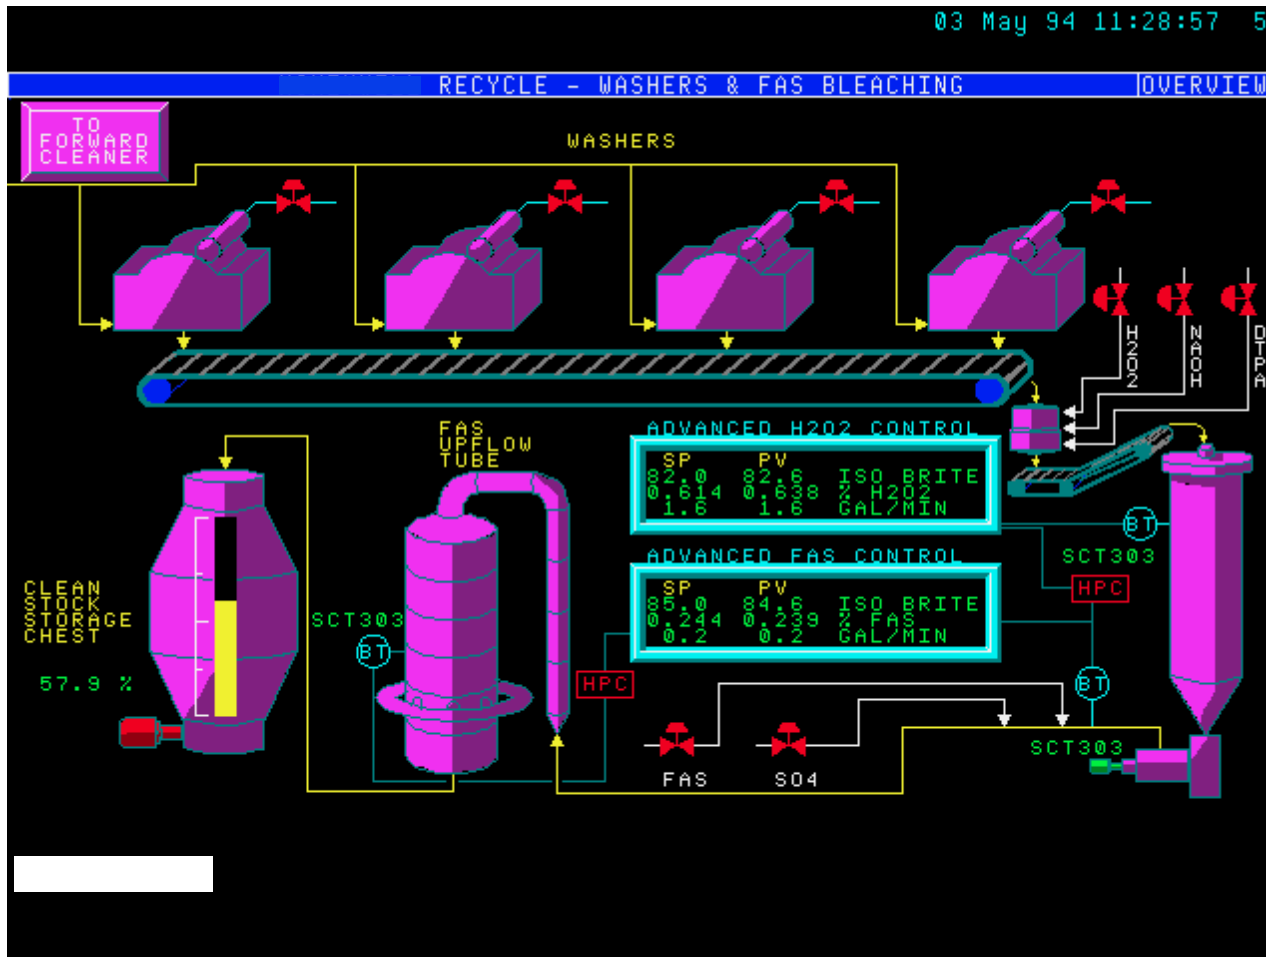 03 May 94 11:28:57 5
RECYCLE - WASHERS & FAS BLEACHING
OVERVIEW
TO
FORWARD
CLEANER
WASHERS
H2O2
NAOH
DTPA
FAS
UPFLOW
TUBE
ADVANCED H2O2 CONTROL
SP PV
82.0 82.6 ISO BRITE
0.614 0.638 % H2O2
1.6 1.6 GAL/MIN
BT
SCT303
ADVANCED FAS CONTROL
SP PV
85.0 84.6 ISO BRITE
0.244 0.239 % FAS
0.2 0.2 GAL/MIN
HPC
CLEAN
STOCK
STORAGE
CHEST
57.9 %
SCT303
BT
HPC
BT
SCT303
FAS
SO4